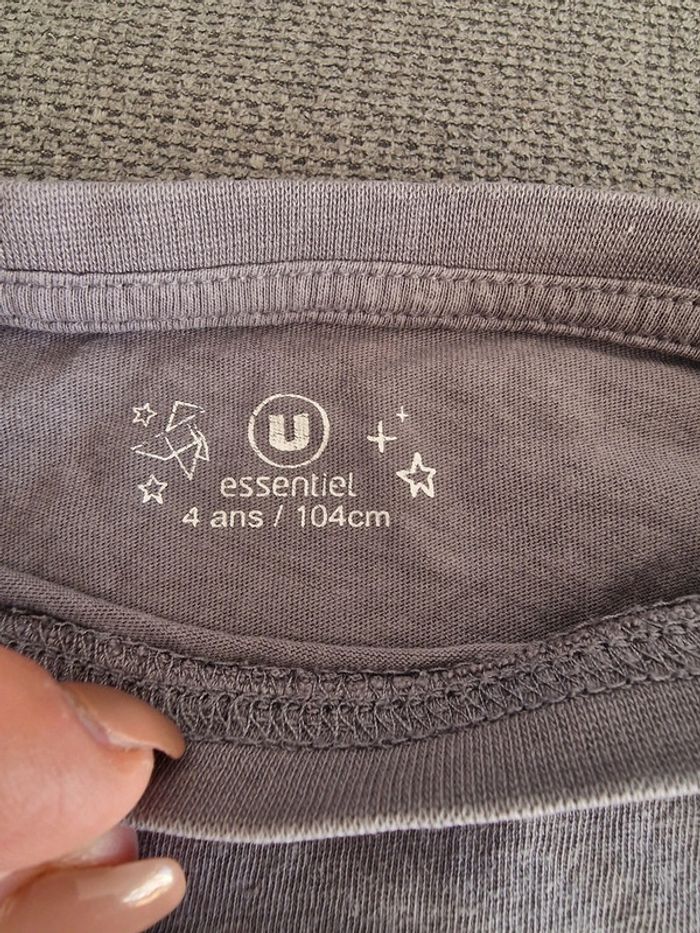 U
essentiel
4 ans / 104cm